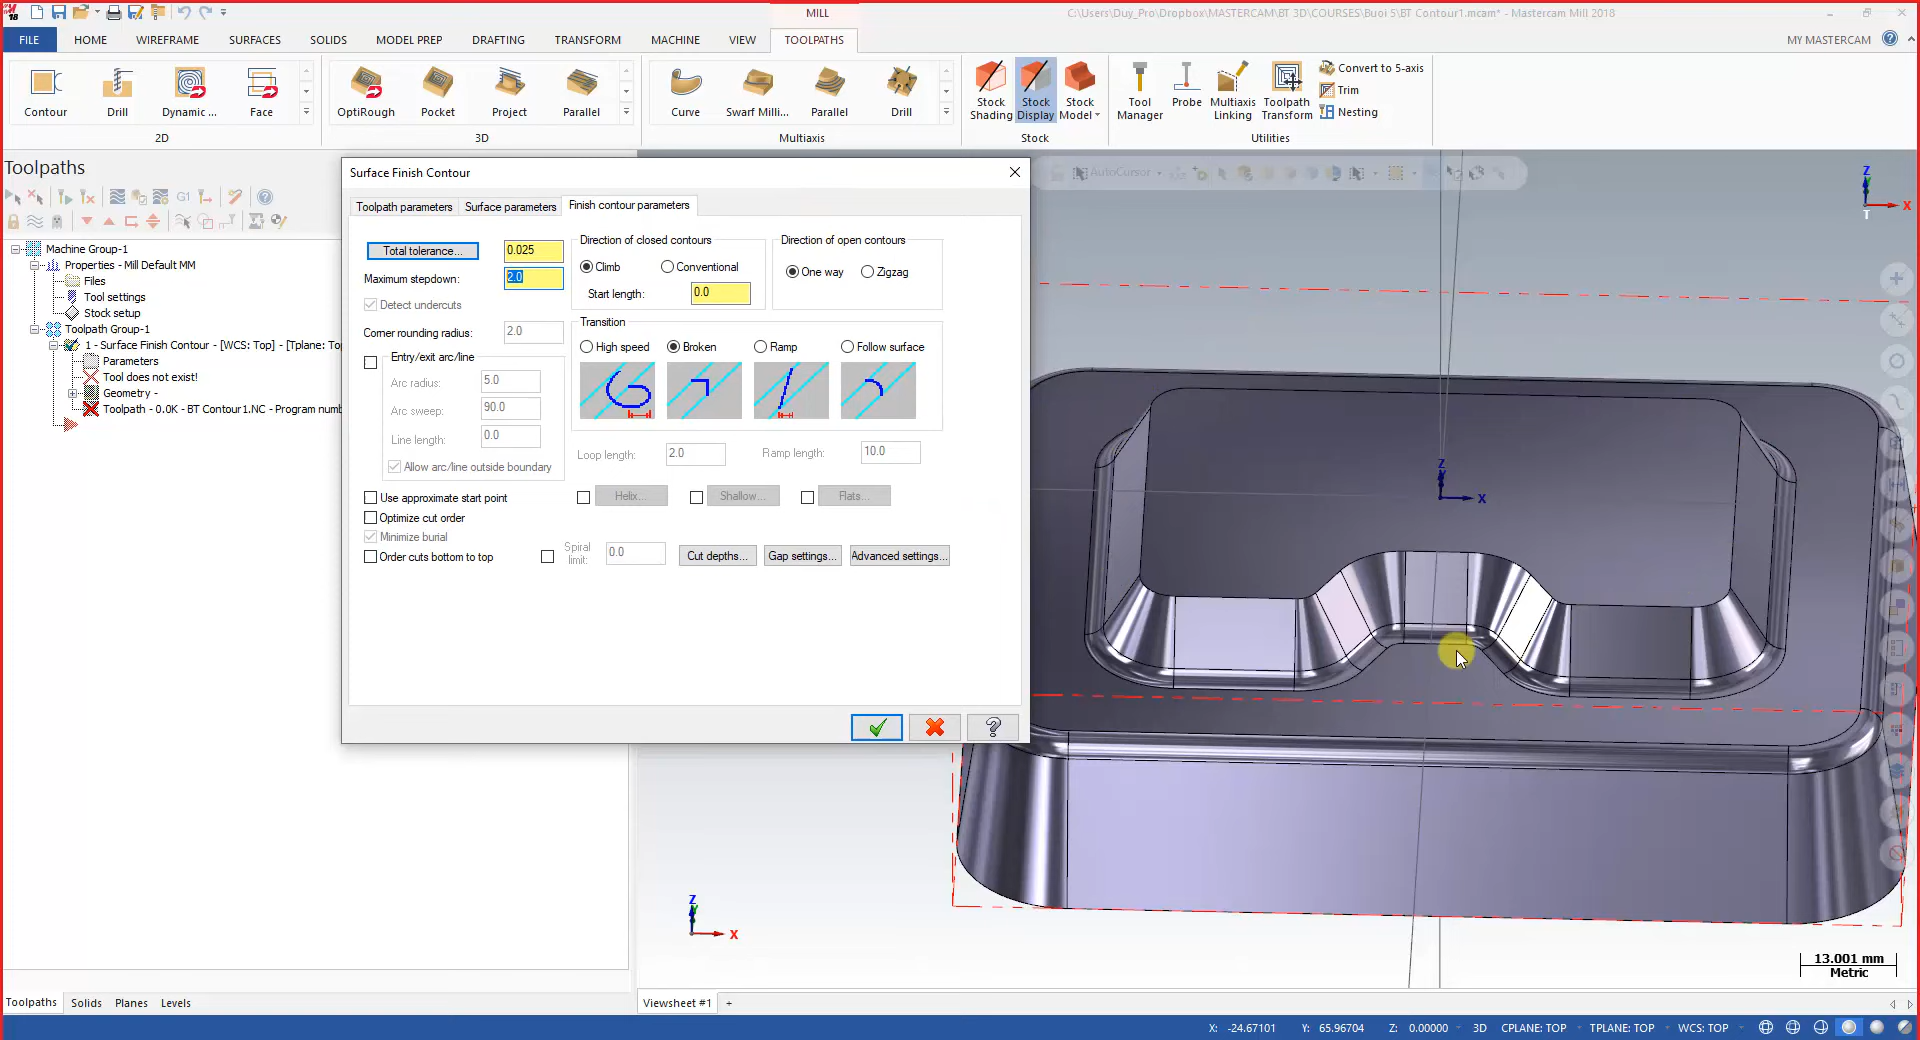 18
MILL
C:\Users\Duy_Pro\Dropbox\MASTERCAM\BT 3D\COURSES\Buoi 5\BT Contour1.mcam* - Mastercam Mill 2018
FILE HOME WIREFRAME SURFACES SOLIDS MODEL PREP DRAFTING TRANSFORM MACHINE VIEW TOOLPATHS MY MASTERCAM
Contour Drill Dynamic ... Face OptiRough Pocket Project Parallel Curve Swarf Milli... Parallel Drill
Stock Shading
Stock Display
Stock Model
Tool Manager
Probe
Multiaxis Linking
Toolpath Transform
Convert to 5-axis
Trim
Nesting
2D 3D Multiaxis Stock Utilities
Toolpaths
G1
Machine Group-1
Properties - Mill Default MM
Files
Tool settings
Stock setup
Toolpath Group-1
1 - Surface Finish Contour - [WCS: Top] - [Tplane: To
Parameters
Tool does not exist!
Geometry -
Toolpath - 0.0K - BT Contour1.NC - Program numb
Surface Finish Contour
Toolpath parameters Surface parameters Finish contour parameters
Total tolerance... 0.025
Maximum stepdown: 2.0
Detect undercuts
Corner rounding radius: 2.0
Entry/exit arc/line
Arc radius: 5.0
Arc sweep: 90.0
Line length: 0.0
Allow arc/line outside boundary
Use approximate start point
Optimize cut order
Minimize burial
Order cuts bottom to top
Direction of closed contours
Climb Conventional
Start length: 0.0
Direction of open contours
One way Zigzag
Transition
High speed Broken Ramp Follow surface
Loop length: 2.0 Ramp length: 10.0
Helix... Shallow... Flats...
Spiral limit: 0.0
Cut depths... Gap settings... Advanced settings...
AutoCursor
Z
X
T
Z
X
Z
X
13.001 mm
Metric
Toolpaths Solids Planes Levels
Viewsheet #1 +
X: -24.67101 Y: 65.96704 Z: 0.00000 3D CPLANE: TOP TPLANE: TOP WCS: TOP